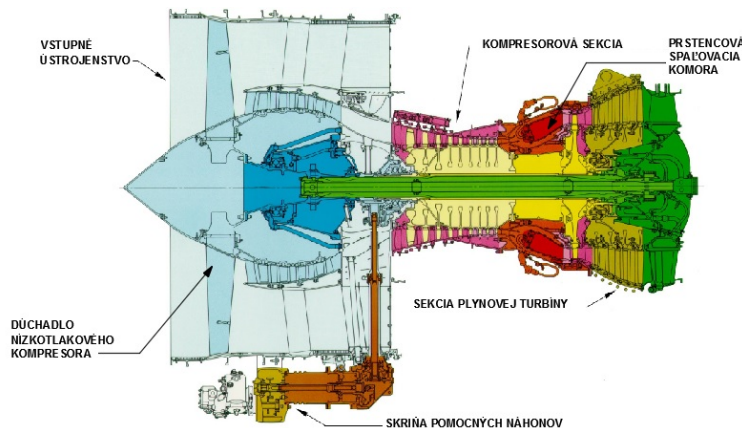 VSTUPNÉ
ÚSTROJENSTVO
KOMPRESOROVÁ SEKCIA
PRSTENCOVÁ
SPAĽOVACIA
KOMORA
SEKCIA PLYNOVEJ TURBÍNY
DÚCHADLO
NÍZKOTLAKOVÉHO
KOMPRESORA
SKRIŇA POMOCNÝCH NÁHONOV